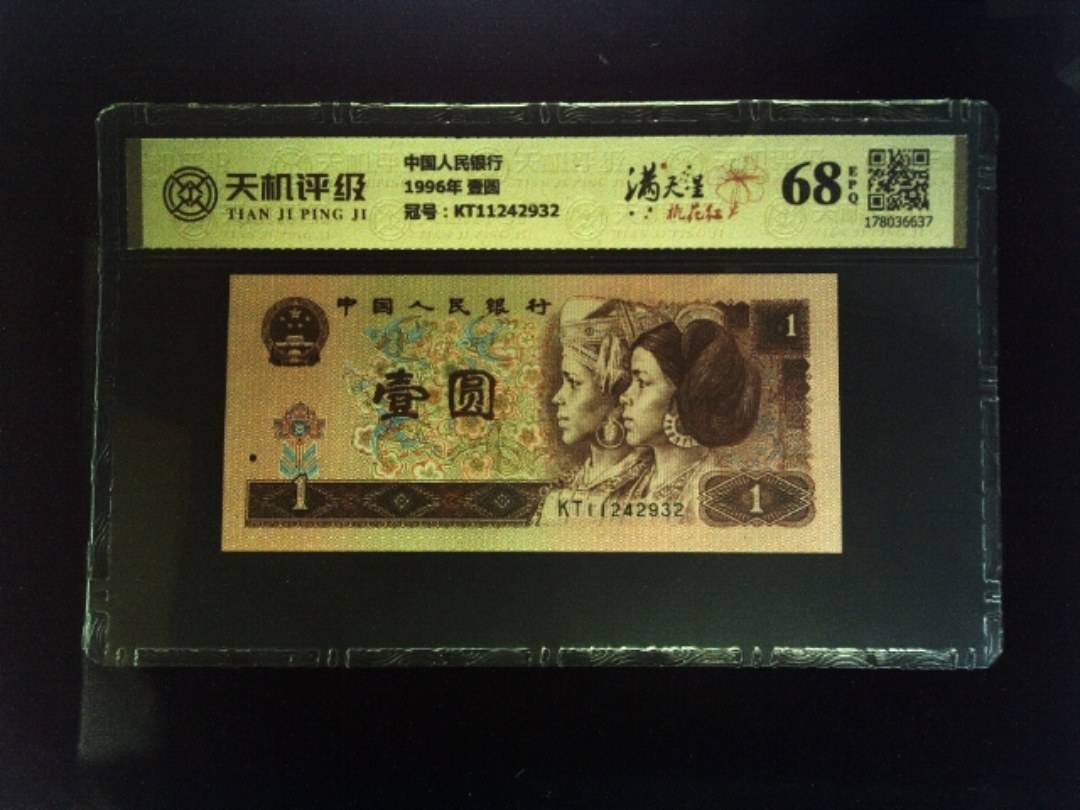 天机评级
TIAN JI PING JI
中国人民银行
1996年 壹圆
冠号：KT11242932
满天星
桃花红
68
EPQ
178036637
中国人民银行
1
壹圆
1
KT11242932
1